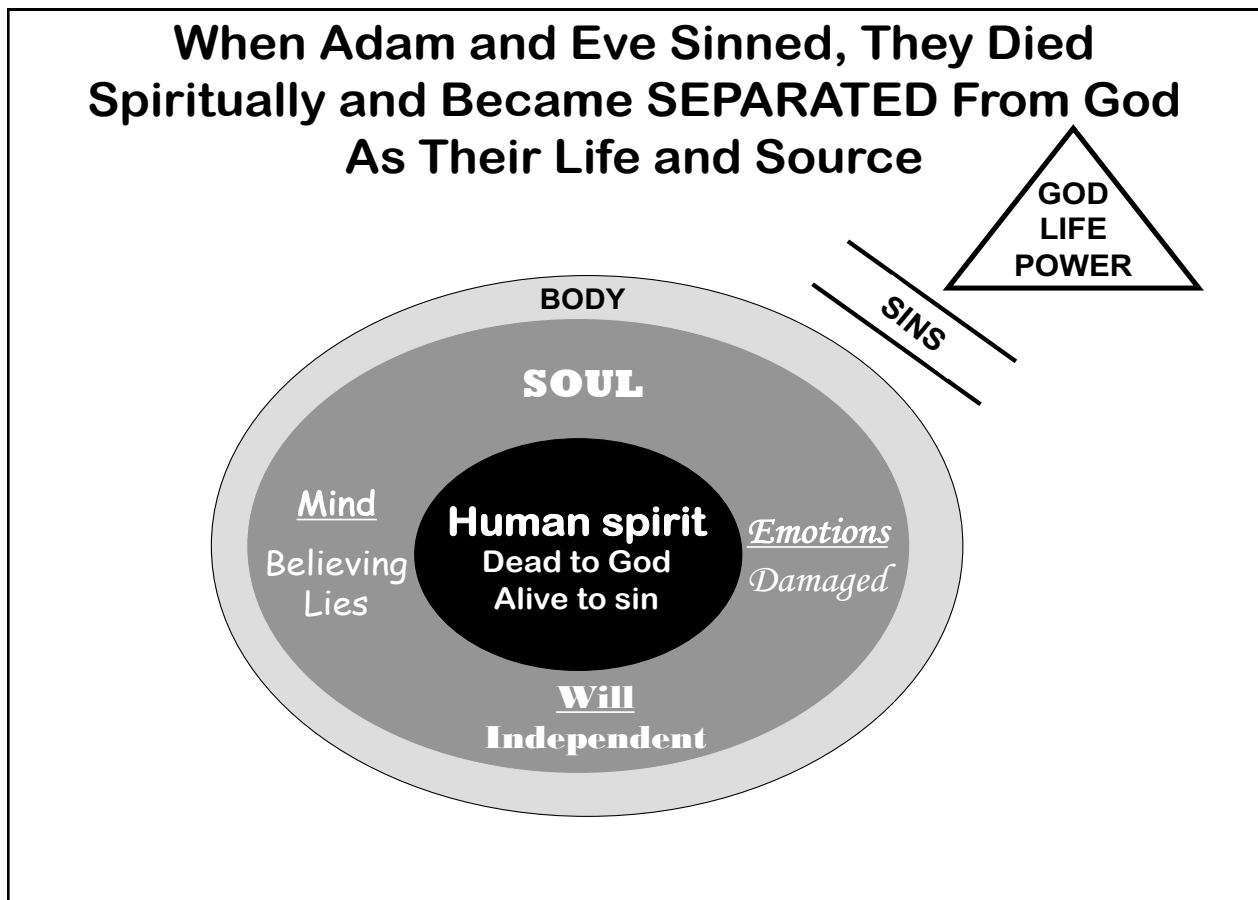 When Adam and Eve Sinned, They Died
Spiritually and Became SEPARATED From God
As Their Life and Source
GOD
LIFE
POWER
SINS
BODY
SOUL
Mind
Believing
Lies
Human spirit
Dead to God
Alive to sin
Emotions
Damaged
Will
Independent